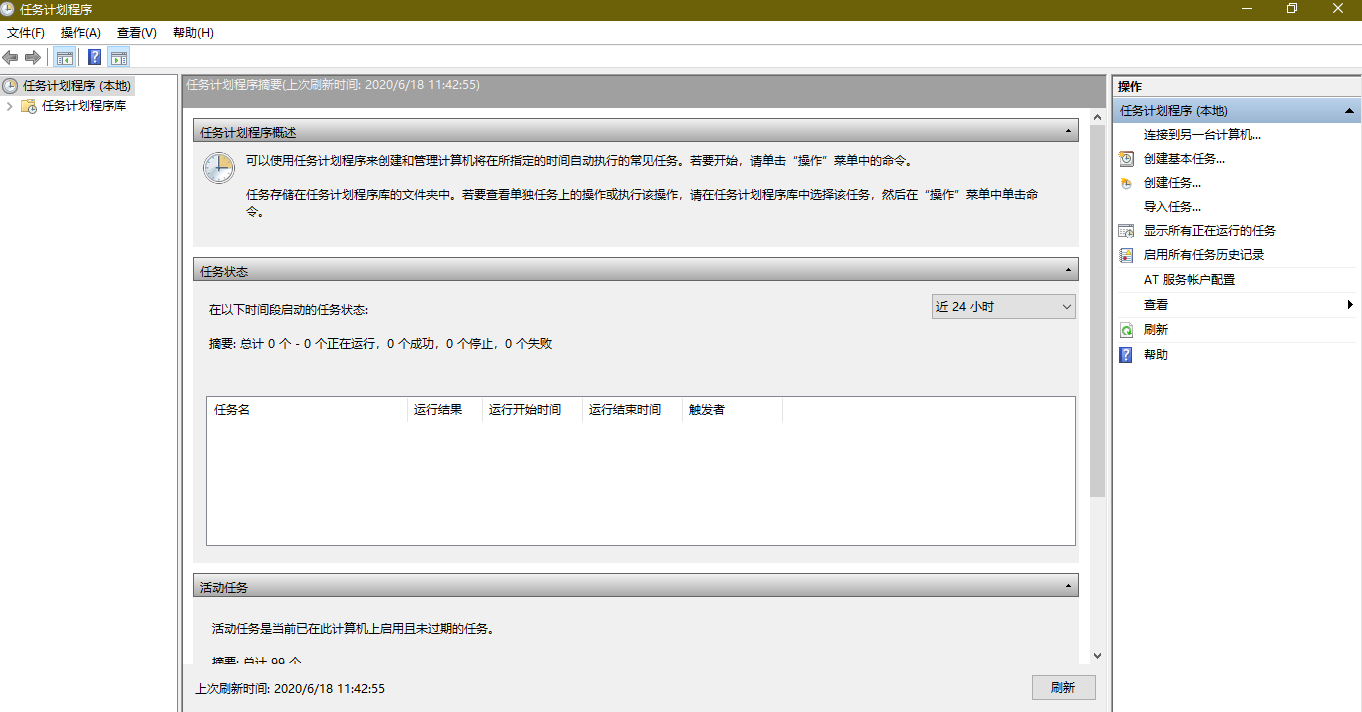 任务计划程序
文件(F) 操作(A) 查看(V) 帮助(H)
任务计划程序 (本地)
任务计划程序库
任务计划程序摘要(上次刷新时间: 2020/6/18 11:42:55)
任务计划程序概述
可以使用任务计划程序来创建和管理计算机将在所指定的时间自动执行的常见任务。若要开始，请单击“操作”菜单中的命令。
任务存储在任务计划程序库的文件夹中。若要查看单独任务上的操作或执行该操作，请在任务计划程序库中选择该任务，然后在“操作”菜单中单击命
令。
任务状态
在以下时间段启动的任务状态:
近 24 小时
摘要: 总计 0 个 - 0 个正在运行，0 个成功，0 个停止，0 个失败
任务名 运行结果 运行开始时间 运行结束时间 触发者
活动任务
活动任务是当前已在此计算机上启用且未过期的任务。
摘要: 总计 99 个
上次刷新时间: 2020/6/18 11:42:55
刷新
操作
任务计划程序 (本地)
连接到另一台计算机...
创建基本任务...
创建任务...
导入任务...
显示所有正在运行的任务
启用所有任务历史记录
AT 服务帐户配置
查看
刷新
帮助